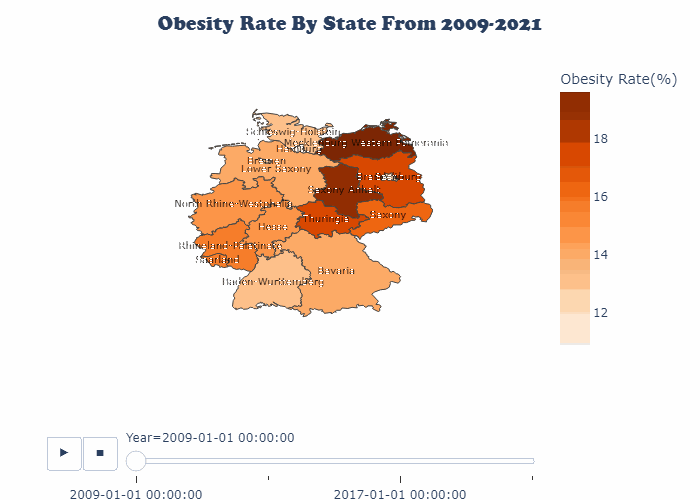 Obesity Rate By State From 2009-2021
Obesity Rate(%)
18
16
14
12
Schleswig-Holstein
Mecklenburg-Western Pomerania
Hamburg
Bremen
Lower Saxony
Brandenburg
Saxony-Anhalt
North Rhine-Westphalia
Thuringia
Saxony
Hesse
Rhineland-Palatinate
Saarland
Bavaria
Baden-Württemberg
Year=2009-01-01 00:00:00
2009-01-01 00:00:00
2017-01-01 00:00:00